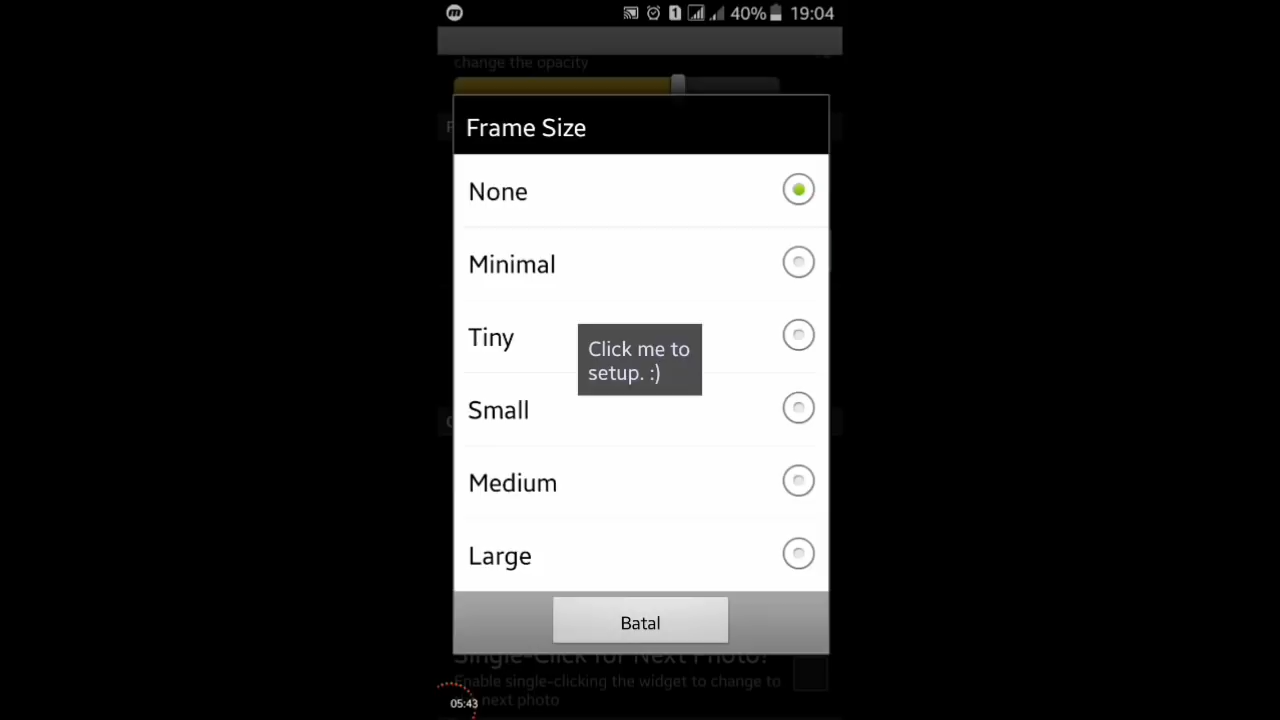 1 40% 19:04
change the opacity
Frame Size
None
Minimal
Tiny
Click me to
setup. :)
Small
Medium
Large
Batal
Single-Click for Next Photo?
Enable single-clicking the widget to change to
next photo
05:43